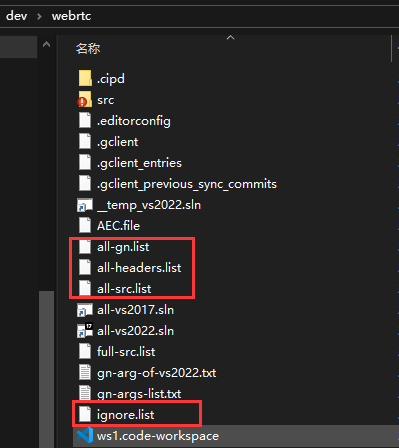 dev › webrtc
名称
.cipd
src
.editorconfig
.gclient
.gclient_entries
.gclient_previous_sync_commits
__temp_vs2022.sln
AEC.file
all-gn.list
all-headers.list
all-src.list
all-vs2017.sln
all-vs2022.sln
full-src.list
gn-arg-of-vs2022.txt
gn-args-list.txt
ignore.list
ws1.code-workspace